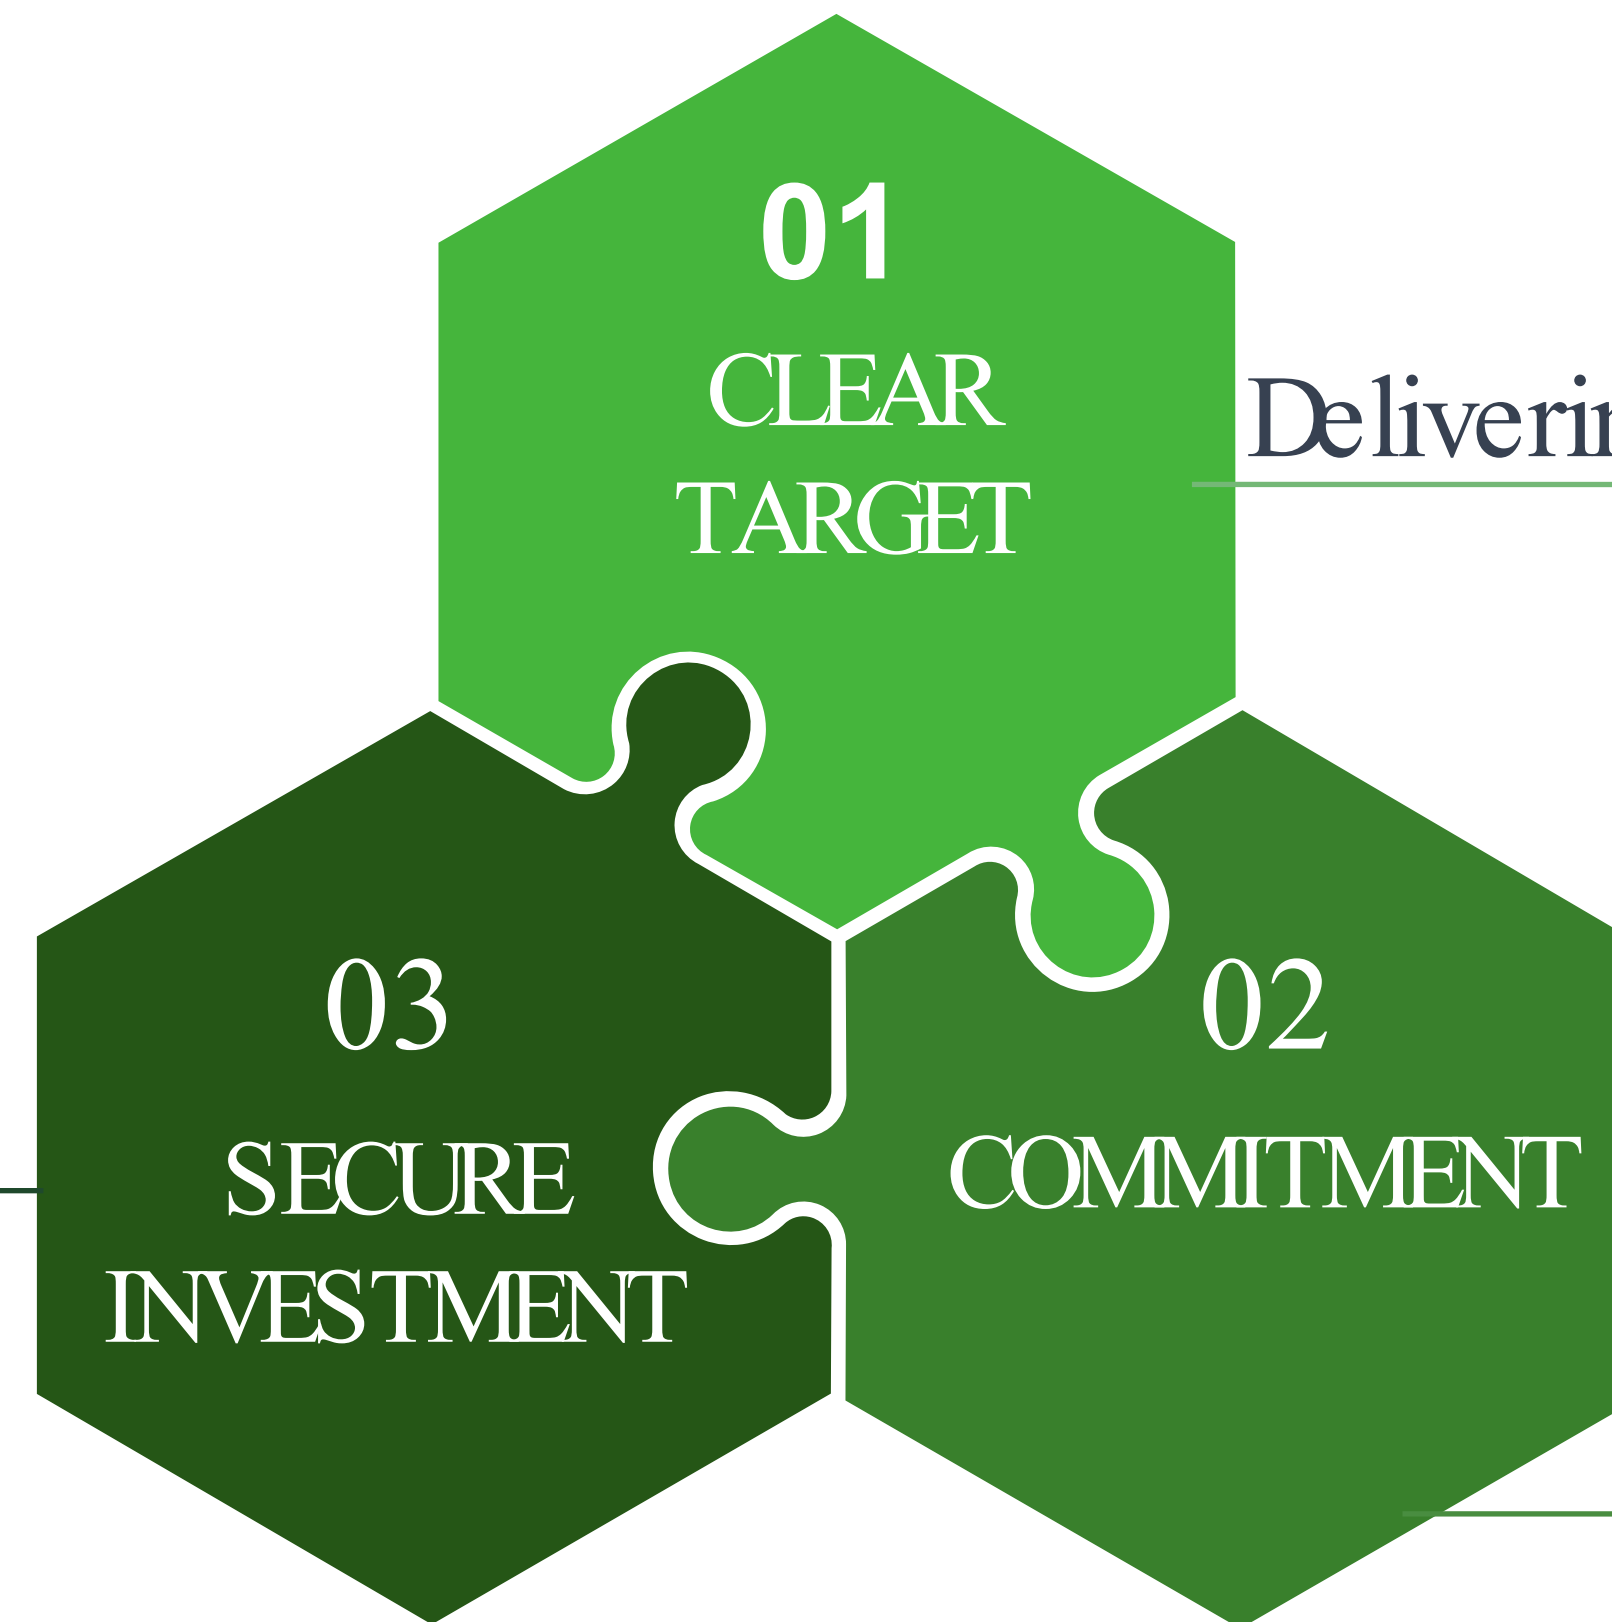 01
CLEAR
TARGET
03
SECURE
INVESTMENT
02
COMMITMENT